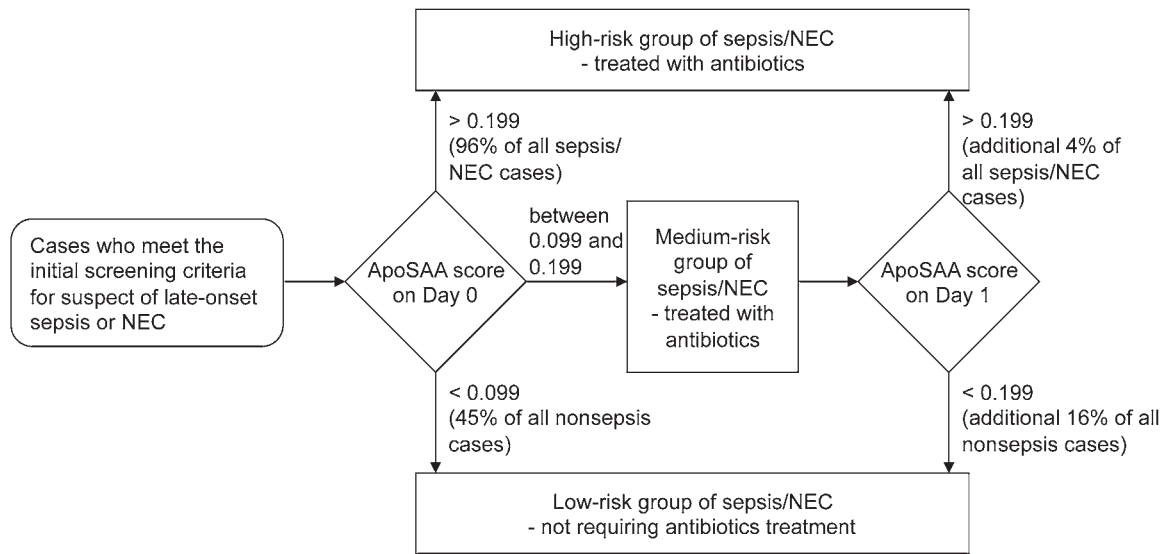 High-risk group of sepsis/NEC
- treated with antibiotics
> 0.199
(96% of all sepsis/
NEC cases)
> 0.199
(additional 4% of
all sepsis/NEC
cases)
Cases who meet the
initial screening criteria
for suspect of late-onset
sepsis or NEC
ApoSAA score
on Day 0
between
0.099 and
0.199
Medium-risk
group of
sepsis/NEC
- treated with
antibiotics
ApoSAA score
on Day 1
< 0.099
(45% of all nonsepsis
cases)
< 0.199
(additional 16% of all
nonsepsis cases)
Low-risk group of sepsis/NEC
- not requiring antibiotics treatment